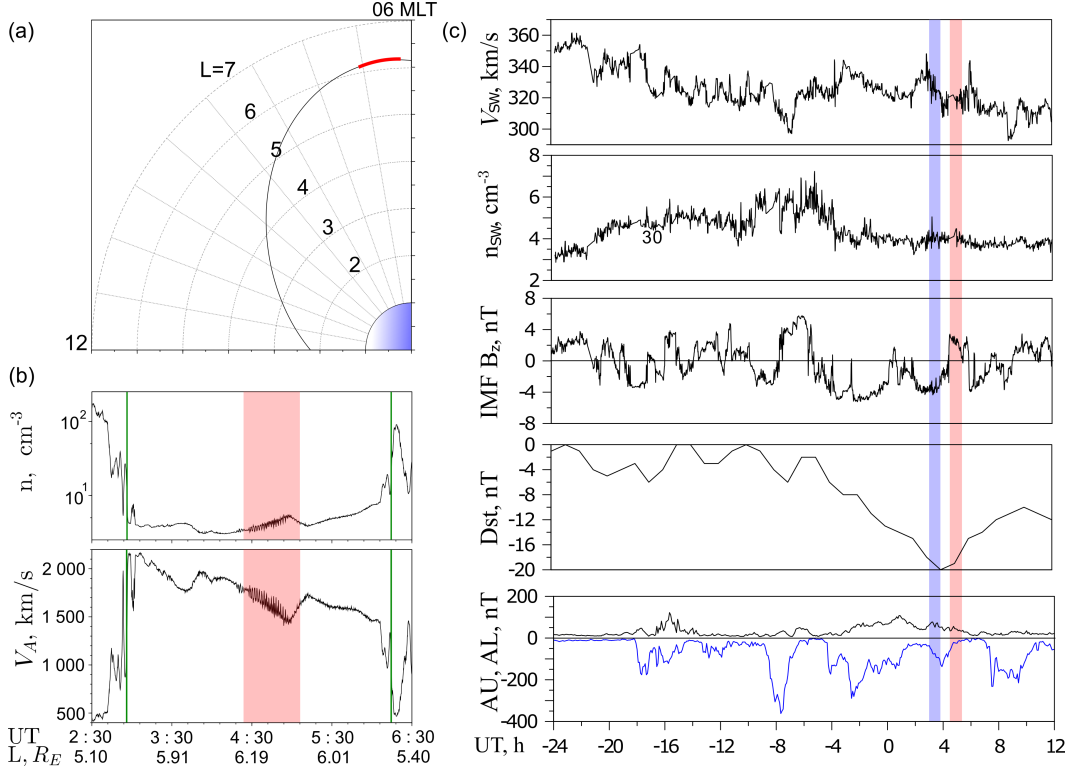 (a)
06 MLT
L=7
6
5
4
3
2
12
(b)
n, cm-3
10²
10¹
V_A, km/s
2 000
1 500
1 000
500
UT 2 : 30 3 : 30 4 : 30 5 : 30 6 : 30
L, R_E 5.10 5.91 6.19 6.01 5.40
(c)
V_SW, km/s
360
340
320
300
n_SW, cm-3
8
6
4
2
30
IMF B_z, nT
8
4
0
-4
-8
Dst, nT
0
-4
-8
-12
-16
-20
AU, AL, nT
200
0
-200
-400
UT, h -24 -20 -16 -12 -8 -4 0 4 8 12